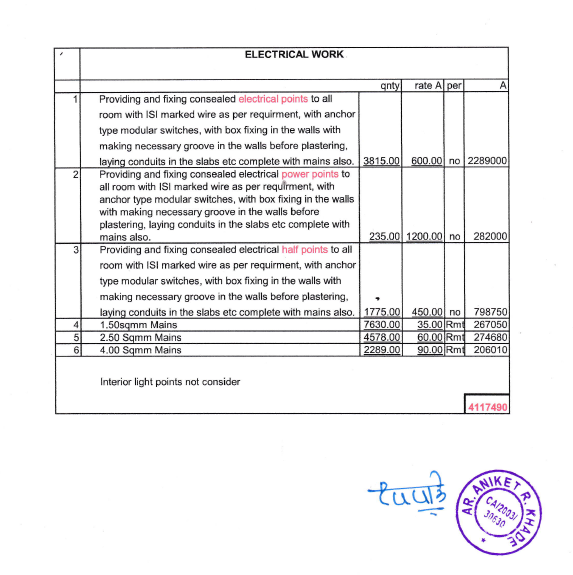 ELECTRICAL WORK
qnty rate A per A
1 Providing and fixing consealed electrical points to all
room with ISI marked wire as per requirment, with anchor
type modular switches, with box fixing in the walls with
making necessary groove in the walls before plastering,
laying conduits in the slabs etc complete with mains also. 3815.00 600.00 no 2289000
2 Providing and fixing consealed electrical power points to
all room with ISI marked wire as per requirment, with
anchor type modular switches, with box fixing in the walls
with making necessary groove in the walls before
plastering, laying conduits in the slabs etc complete with
mains also. 235.00 1200.00 no 282000
3 Providing and fixing consealed electrical half points to all
room with ISI marked wire as per requirment, with anchor
type modular switches, with box fixing in the walls with
making necessary groove in the walls before plastering,
laying conduits in the slabs etc complete with mains also. 1775.00 450.00 no 798750
4 1.50sqmm Mains 7630.00 35.00 Rmt 267050
5 2.50 Sqmm Mains 4578.00 60.00 Rmt 274680
6 4.00 Sqmm Mains 2289.00 90.00 Rmt 206010
Interior light points not consider
4117490
AR. ANIKET R. KHADE
CA/2003/
30630